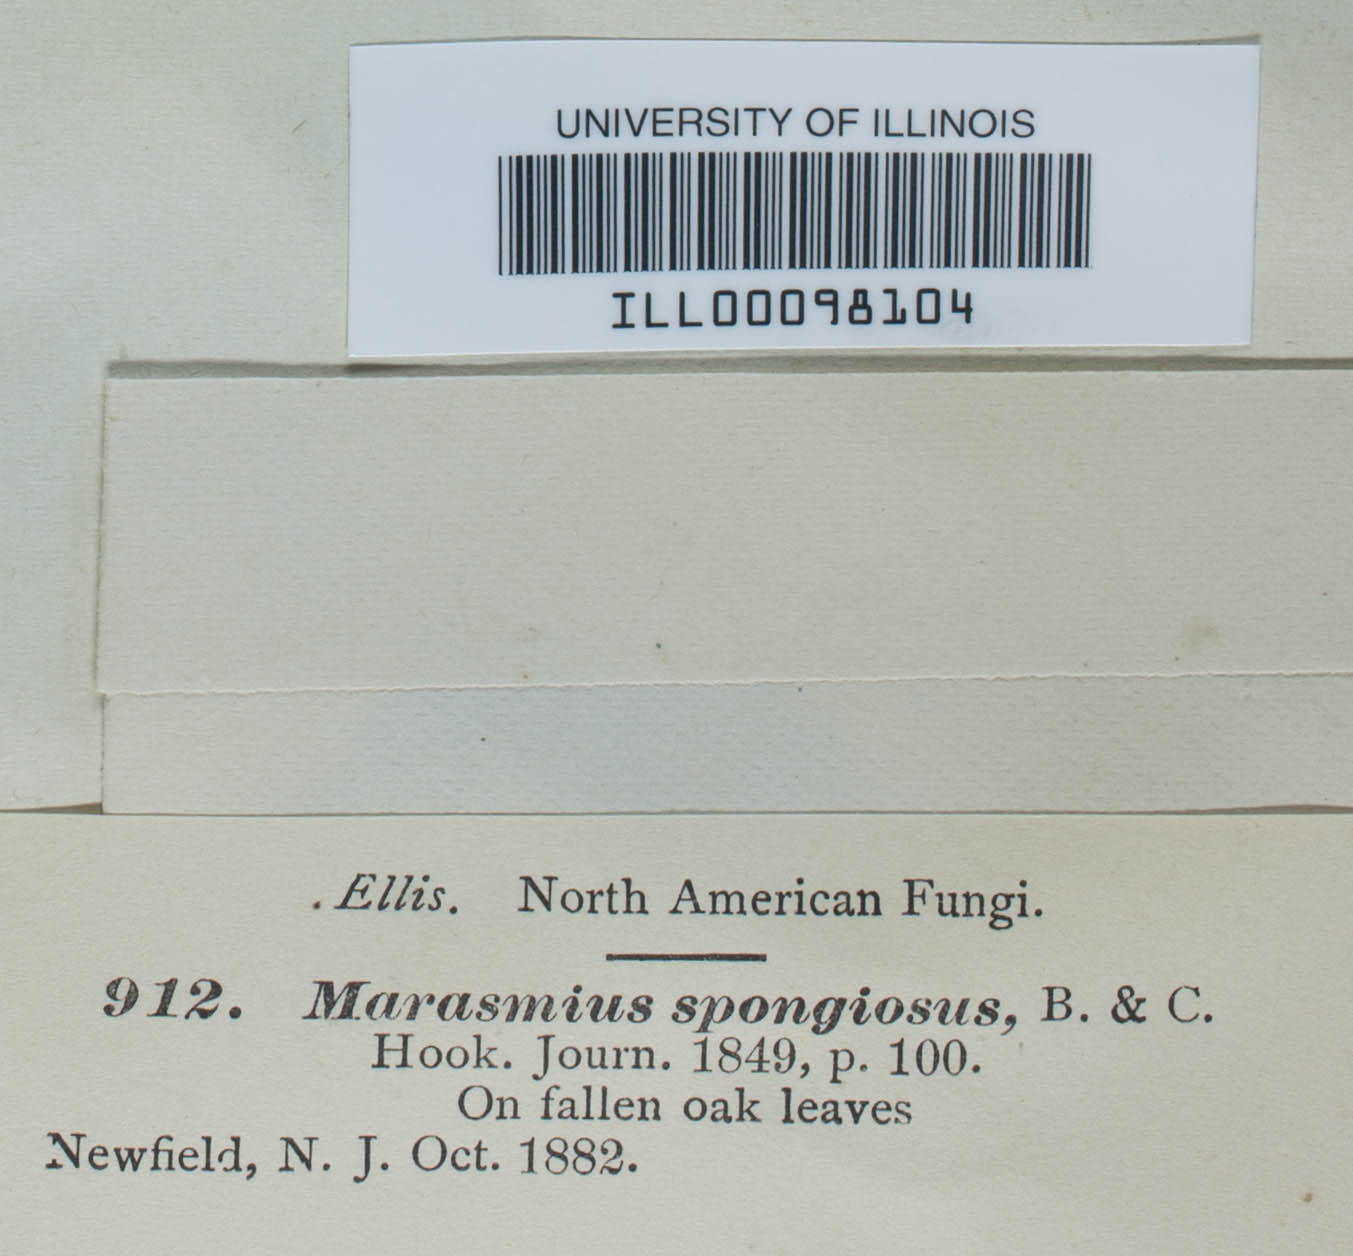 UNIVERSITY OF ILLINOIS
ILL00098104
Ellis. North American Fungi.
912. Marasmius spongiosus, B. & C.
Hook. Journ. 1849, p. 100.
On fallen oak leaves
Newfield, N. J. Oct. 1882.